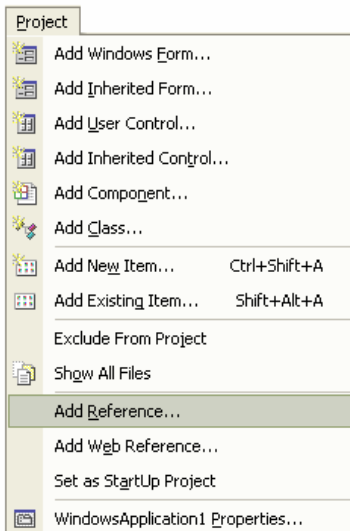 Project
Add Windows Form...
Add Inherited Form...
Add User Control...
Add Inherited Control...
Add Component...
Add Class...
Add New Item... Ctrl+Shift+A
Add Existing Item... Shift+Alt+A
Exclude From Project
Show All Files
Add Reference...
Add Web Reference...
Set as StartUp Project
WindowsApplication1 Properties...